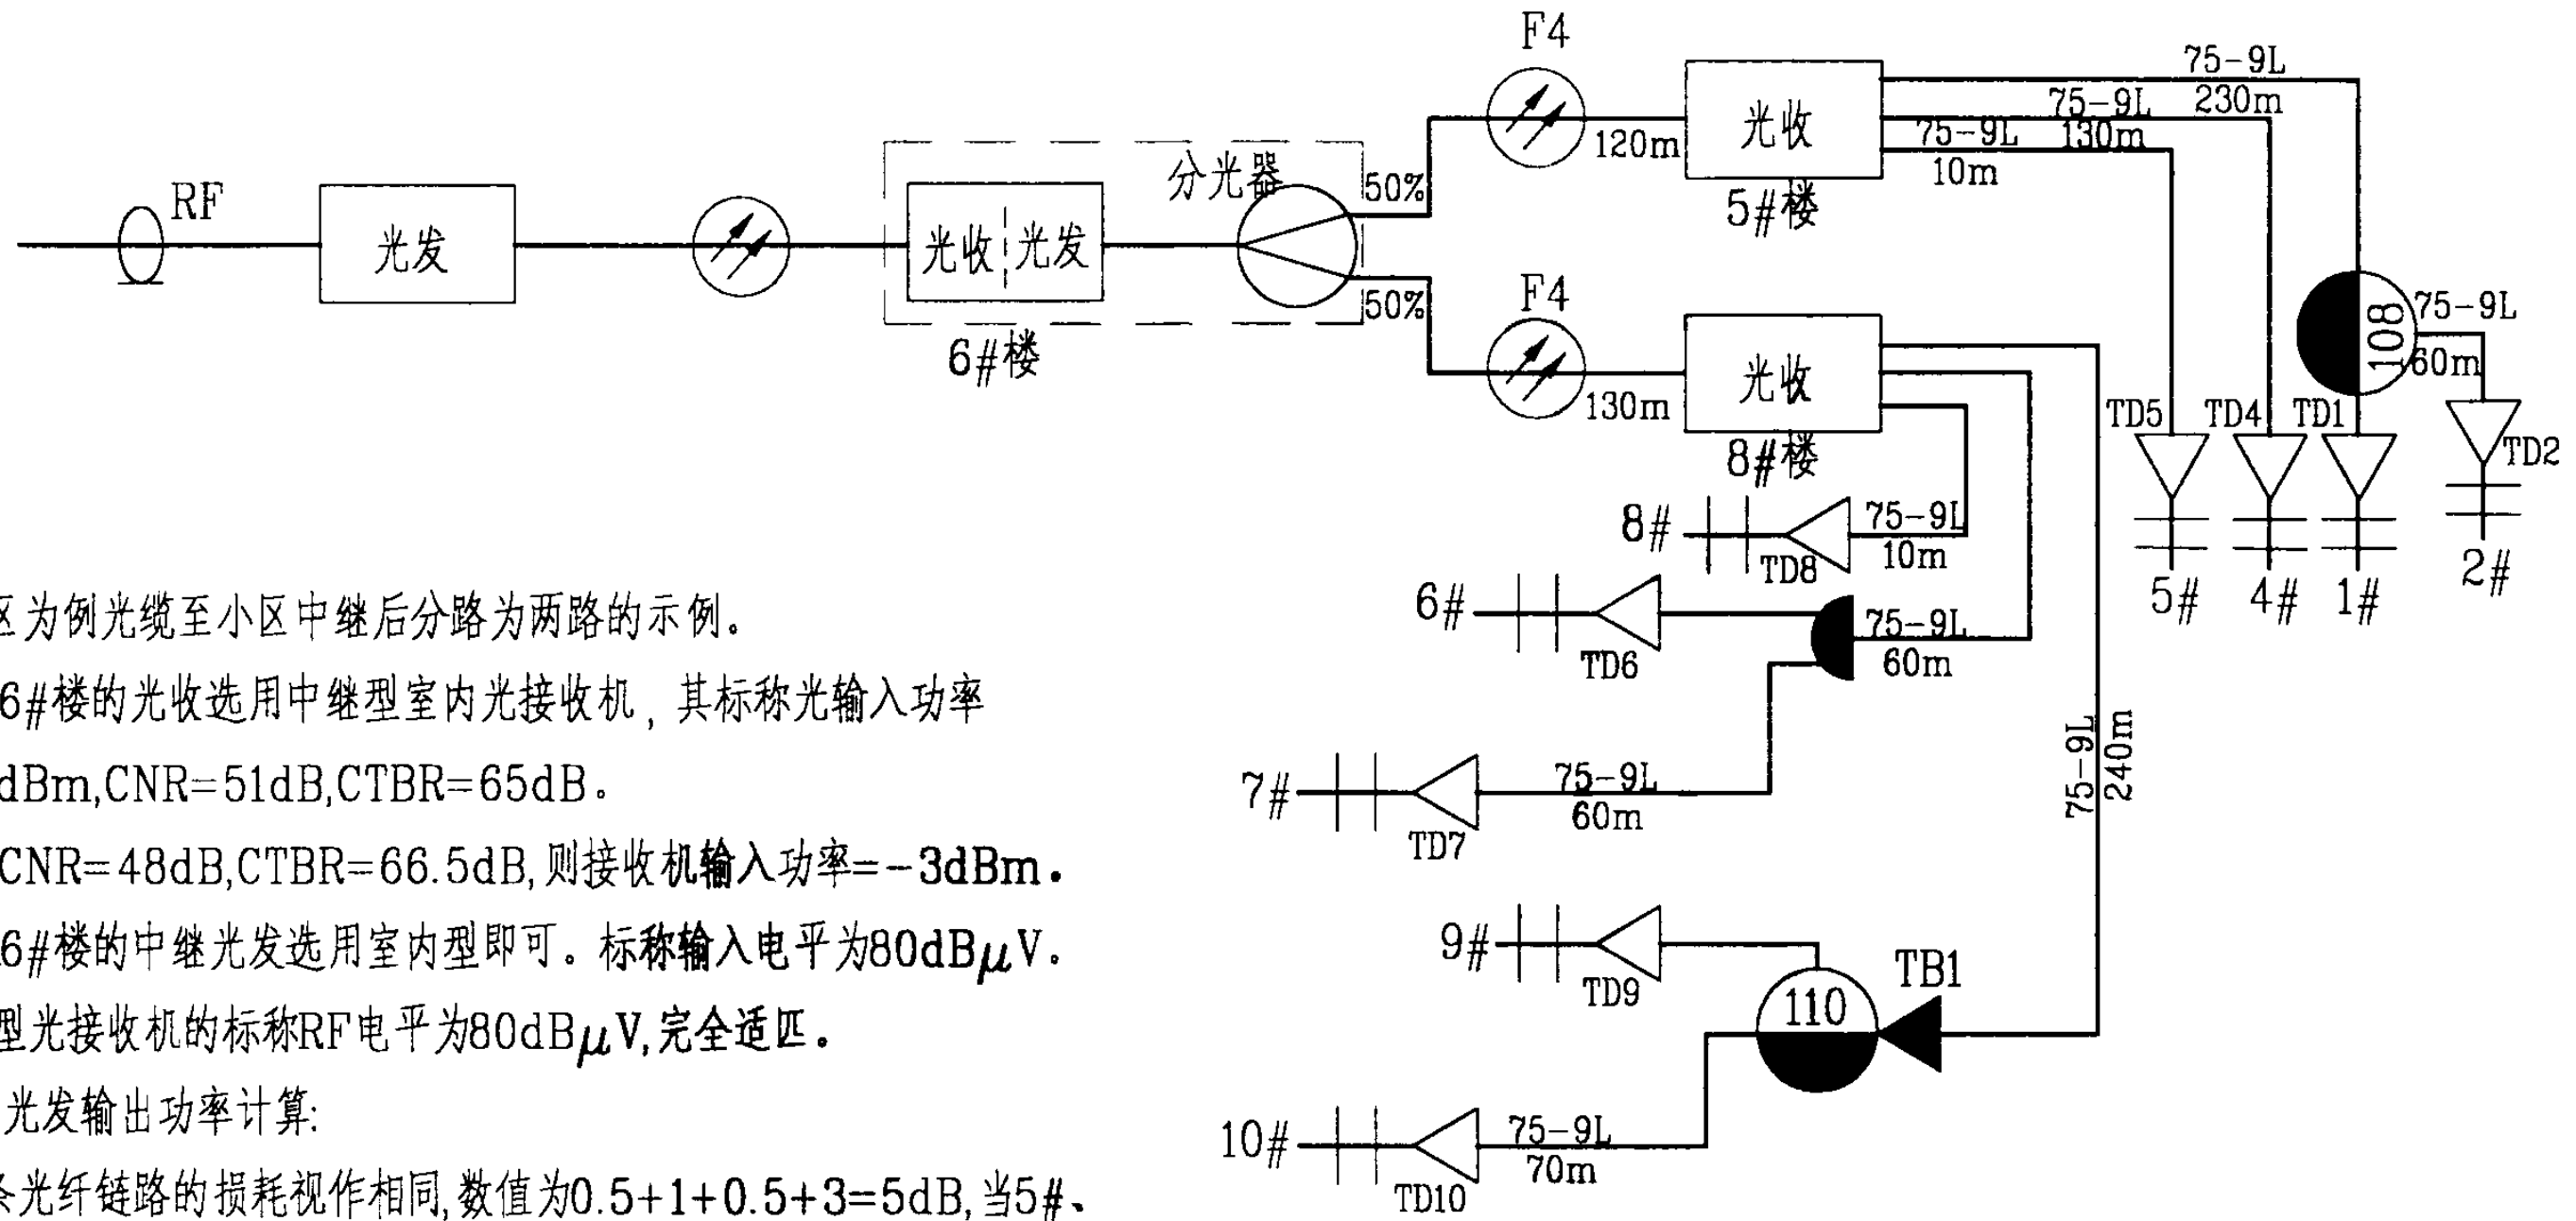 F4
75-9L
230m
75-9L
130m
75-9L
10m
120m
光收
5#楼
RF
光发
分光器
光收
光发
50%
50%
6#楼
F4
130m
光收
8#楼
108
75-9L
60m
TD5
TD4
TD1
TD2
5#
4#
1#
2#
8#
TD8
75-9L
10m
6#
TD6
75-9L
60m
7#
TD7
75-9L
60m
75-9L
240m
9#
TD9
110
TB1
10#
TD10
75-9L
70m
区为例光缆至小区中继后分路为两路的示例。
6#楼的光收选用中继型室内光接收机，其标称光输入功率
dBm,CNR=51dB,CTBR=65dB。
CNR=48dB,CTBR=66.5dB,则接收机输入功率=-3dBm.
6#楼的中继光发选用室内型即可。标称输入电平为80dBμV.
型光接收机的标称RF电平为80dBμV,完全适匹.
光发输出功率计算:
条光纤链路的损耗视作相同,数值为0.5+1+0.5+3=5dB,当5#、